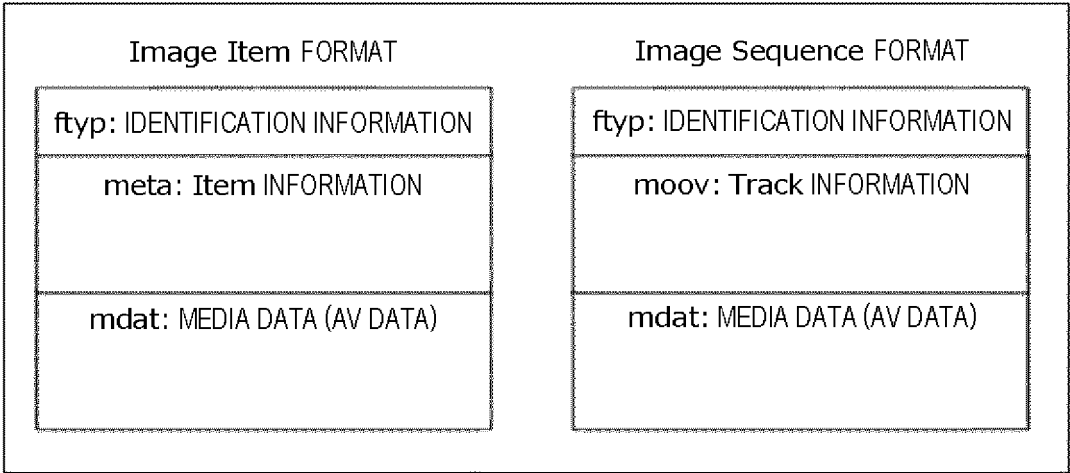 Image Item FORMAT
ftyp: IDENTIFICATION INFORMATION
meta: Item INFORMATION
mdat: MEDIA DATA (AV DATA)
Image Sequence FORMAT
ftyp: IDENTIFICATION INFORMATION
moov: Track INFORMATION
mdat: MEDIA DATA (AV DATA)